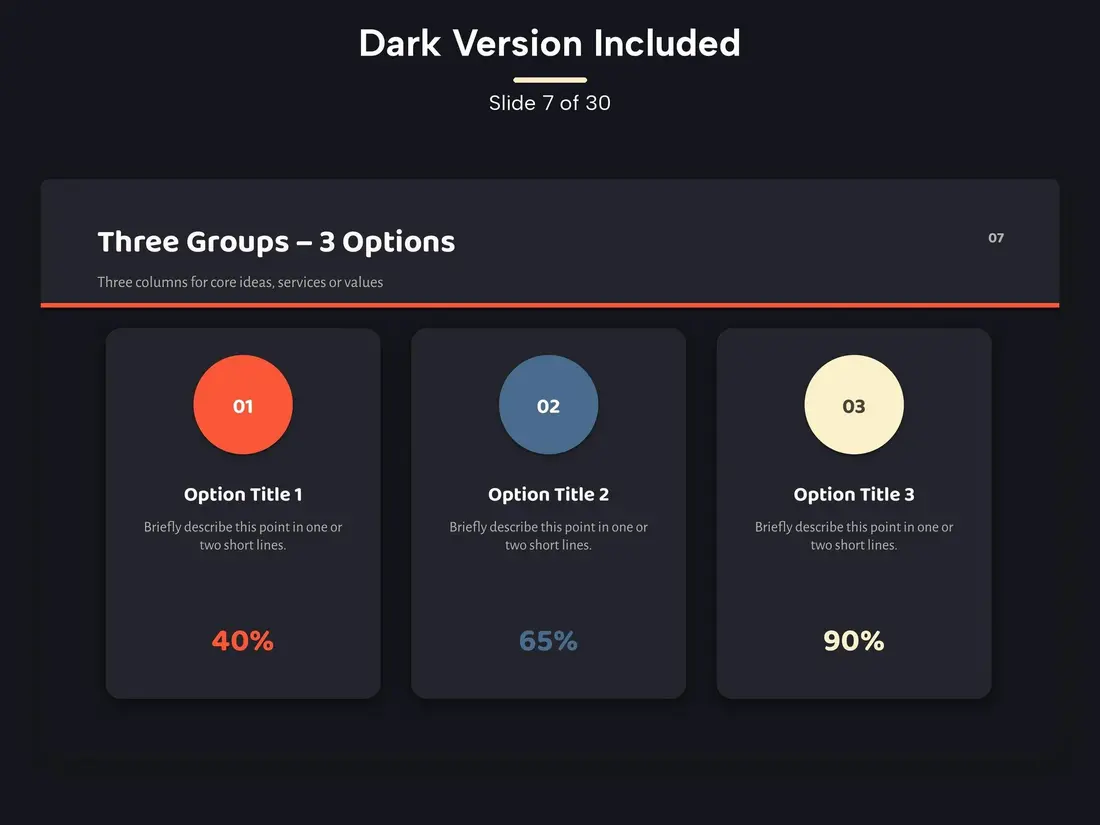 Dark Version Included
Slide 7 of 30
Three Groups – 3 Options
07
Three columns for core ideas, services or values
01
Option Title 1
Briefly describe this point in one or
two short lines.
40%
02
Option Title 2
Briefly describe this point in one or
two short lines.
65%
03
Option Title 3
Briefly describe this point in one or
two short lines.
90%